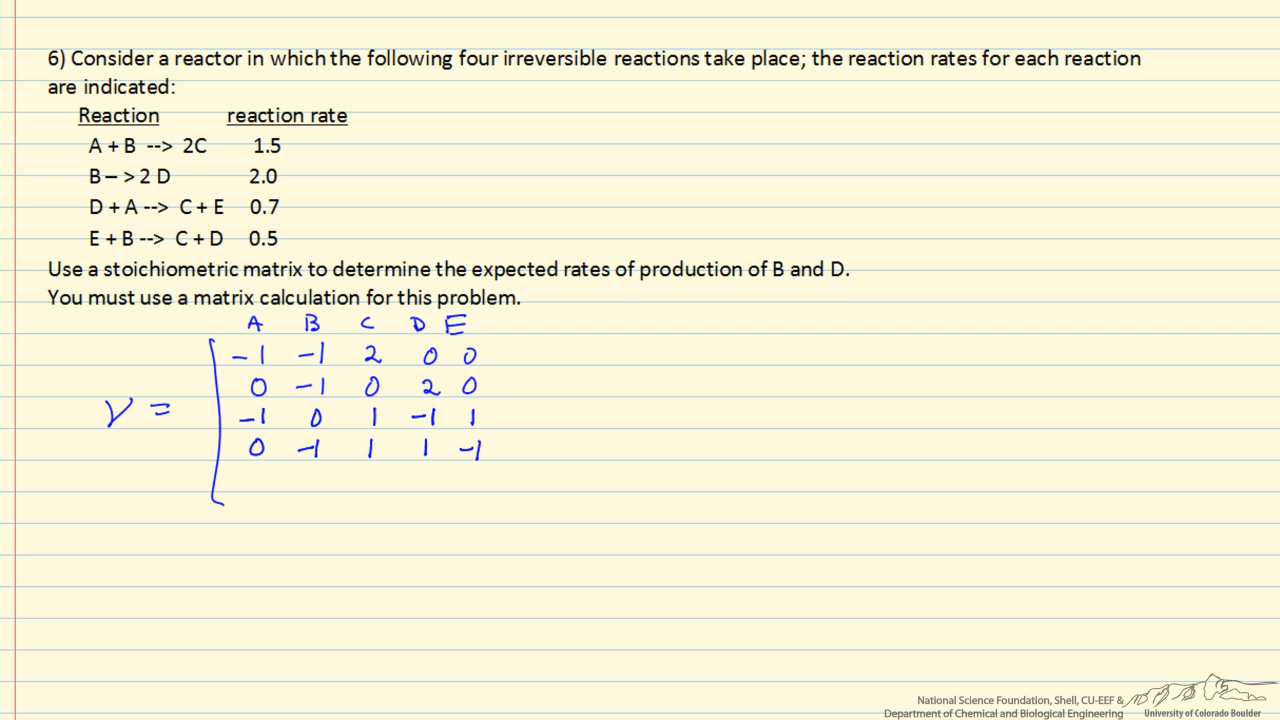 6) Consider a reactor in which the following four irreversible reactions take place; the reaction rates for each reaction
are indicated:
Reaction reaction rate
A + B --> 2C 1.5
B – > 2 D 2.0
D + A --> C + E 0.7
E + B --> C + D 0.5
Use a stoichiometric matrix to determine the expected rates of production of B and D.
You must use a matrix calculation for this problem.
A B C D E
-1 -1 2 0 0
0 -1 0 2 0
ν = [ -1 0 1 -1 1
0 -1 1 1 -1
National Science Foundation, Shell, CU-EEF &
Department of Chemical and Biological Engineering University of Colorado Boulder